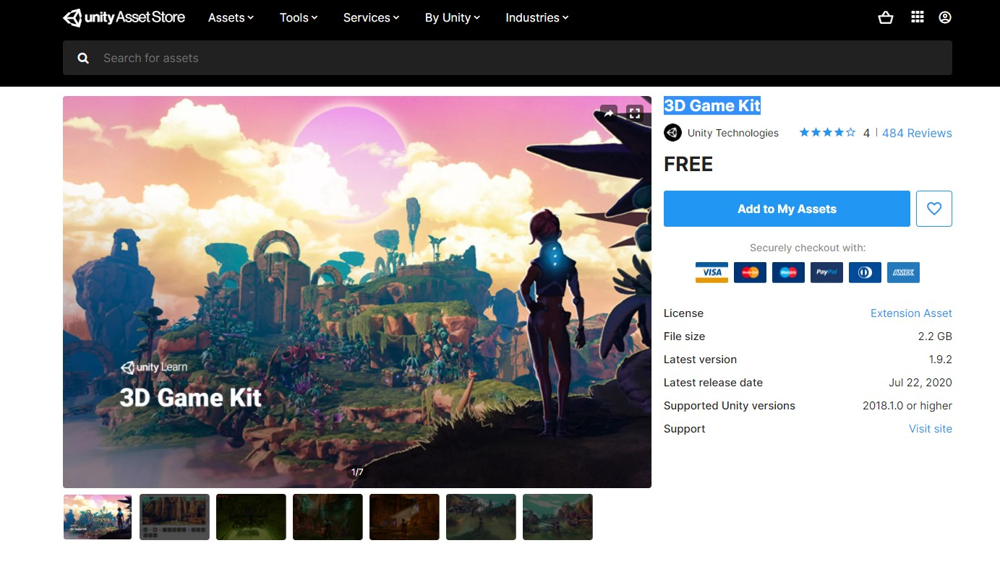 unity Asset Store
Assets
Tools
Services
By Unity
Industries
Search for assets
unity Learn
3D Game Kit
1/7
3D Game Kit
Unity Technologies 4 | 484 Reviews
FREE
Add to My Assets
Securely checkout with:
VISA
PayPal
AMEX
License Extension Asset
File size 2.2 GB
Latest version 1.9.2
Latest release date Jul 22, 2020
Supported Unity versions 2018.1.0 or higher
Support Visit site